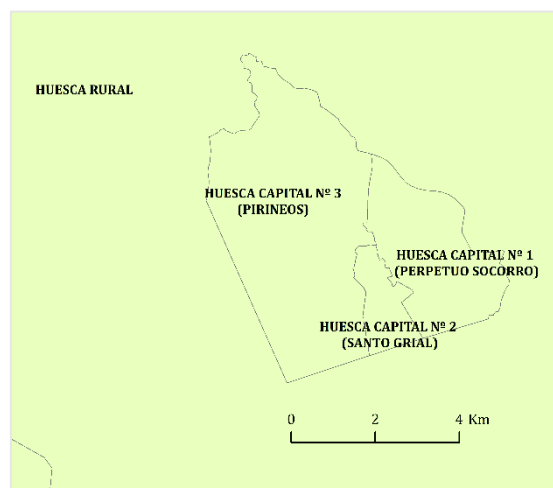 HUESCA RURAL
HUESCA CAPITAL Nº 3
(PIRINEOS)
HUESCA CAPITAL Nº 1
(PERPETUO SOCORRO)
HUESCA CAPITAL Nº 2
(SANTO GRIAL)
0 2 4 Km